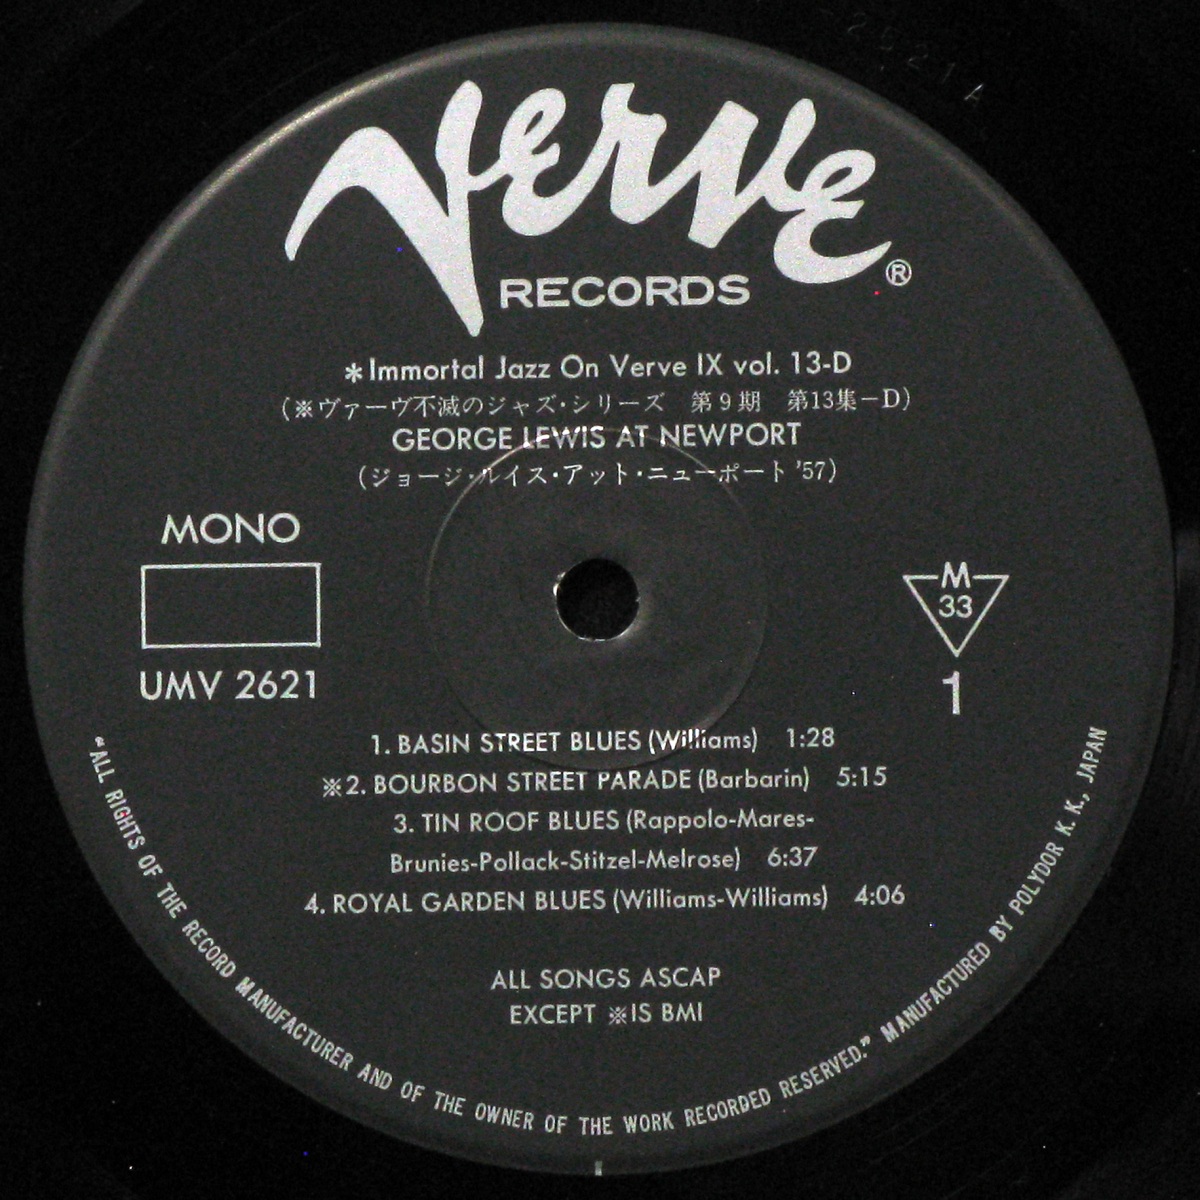 2621 A
Verve
RECORDS ®
*Immortal Jazz On Verve IX vol. 13-D
(※ヴァーヴ不滅のジャズ・シリーズ 第9期 第13集-D)
GEORGE LEWIS AT NEWPORT
(ジョージ・ルイス・アット・ニューポート '57)
MONO
M
33
UMV 2621
1
1. BASIN STREET BLUES (Williams) 1:28
※2. BOURBON STREET PARADE (Barbarin) 5:15
3. TIN ROOF BLUES (Rappolo-Mares-
Brunies-Pollack-Stitzel-Melrose) 6:37
4. ROYAL GARDEN BLUES (Williams-Williams) 4:06
ALL SONGS ASCAP
EXCEPT ※IS BMI
"ALL RIGHTS OF THE RECORD MANUFACTURER AND OF THE OWNER OF THE WORK RECORDED RESERVED." MANUFACTURED BY POLYDOR K. K., JAPAN